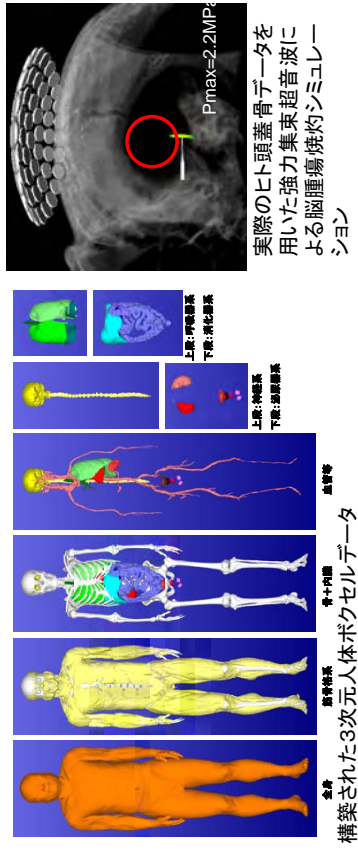 全身
筋骨格系
骨+内臓
血管等
上段:神経系
下段:泌尿器系
上段:呼吸器系
下段:消化器系
構築された3次元人体ボクセルデータ
Pmax=2.2MPa
実際のヒト頭蓋骨データを
用いた強力集束超音波に
よる脳腫瘍焼灼シミュレー
ション